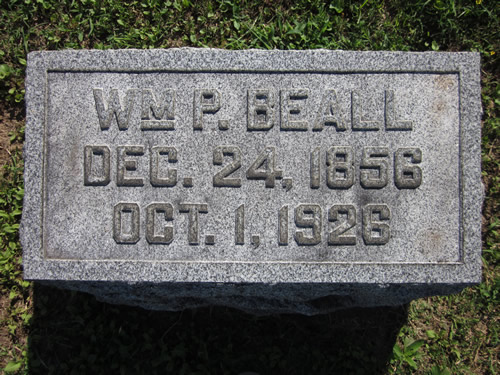 Wm P. BEALL
DEC. 24, 1856
OCT. 1, 1926